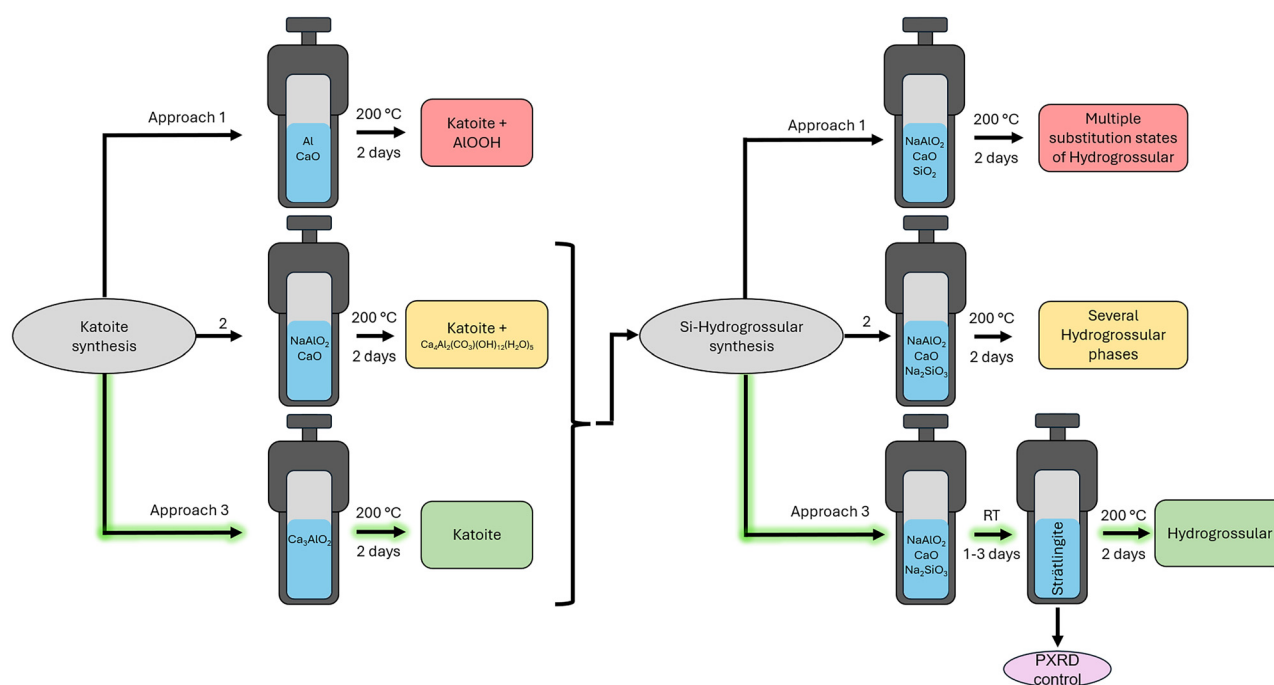 Katoite
synthesis
Approach 1
Al
CaO
200 °C
2 days
Katoite +
AlOOH
2
NaAlO₂
CaO
200 °C
2 days
Katoite +
Ca₄Al₂(CO₃)(OH)₁₂(H₂O)₅
Approach 3
Ca₃AlO₂
200 °C
2 days
Katoite
Si-Hydrogrossular
synthesis
Approach 1
NaAlO₂
CaO
SiO₂
200 °C
2 days
Multiple
substitution states
of Hydrogrossular
2
NaAlO₂
CaO
Na₂SiO₃
200 °C
2 days
Several
Hydrogrossular
phases
Approach 3
NaAlO₂
CaO
Na₂SiO₃
RT
1-3 days
Strätlingite
200 °C
2 days
Hydrogrossular
PXRD
control